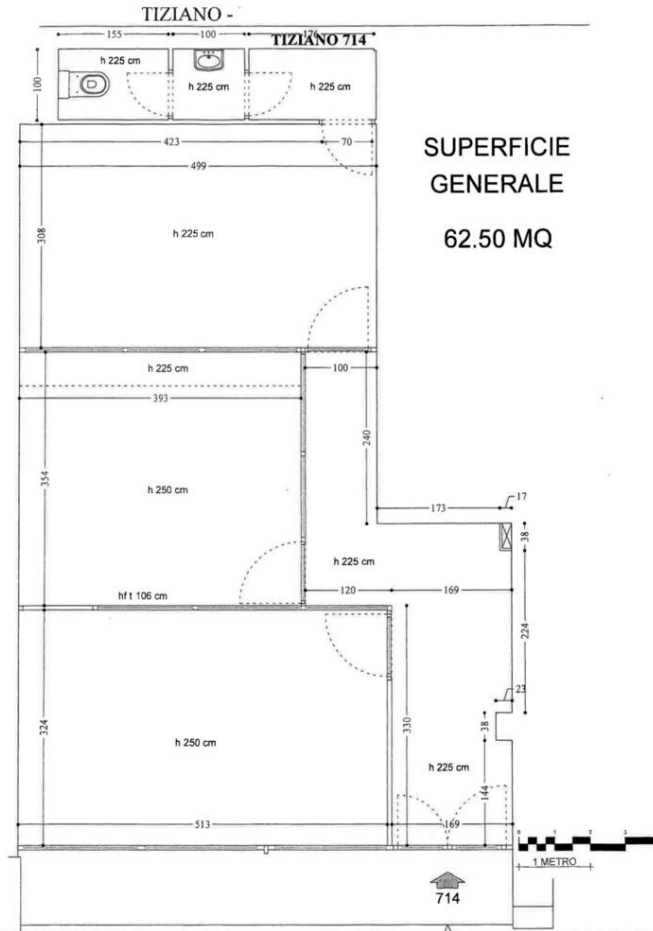 TIZIANO -
155
100
176
TIZIANO 714
h 225 cm
h 225 cm
h 225 cm
100
423
70
499
SUPERFICIE
GENERALE
62.50 MQ
308
h 225 cm
h 225 cm
100
393
240
354
h 250 cm
173
17
38
h 225 cm
hf t 106 cm
120
169
224
23
324
330
38
h 250 cm
h 225 cm
144
513
169
0
1
2
3
1 METRO
714